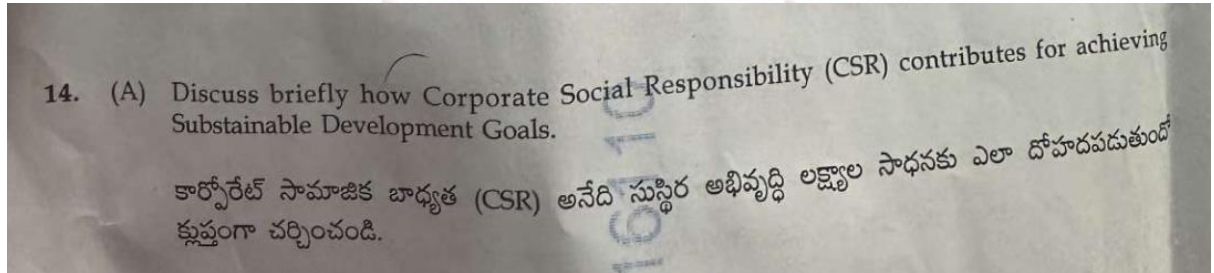 14. (A) Discuss briefly how Corporate Social Responsibility (CSR) contributes for achieving
Substainable Development Goals.
కార్పోరేట్ సామాజిక బాధ్యత (CSR) అనేది సుస్థిర అభివృద్ధి లక్ష్యాల సాధనకు ఎలా దోహదపడుతుందో
క్లుప్తంగా చర్చించండి.